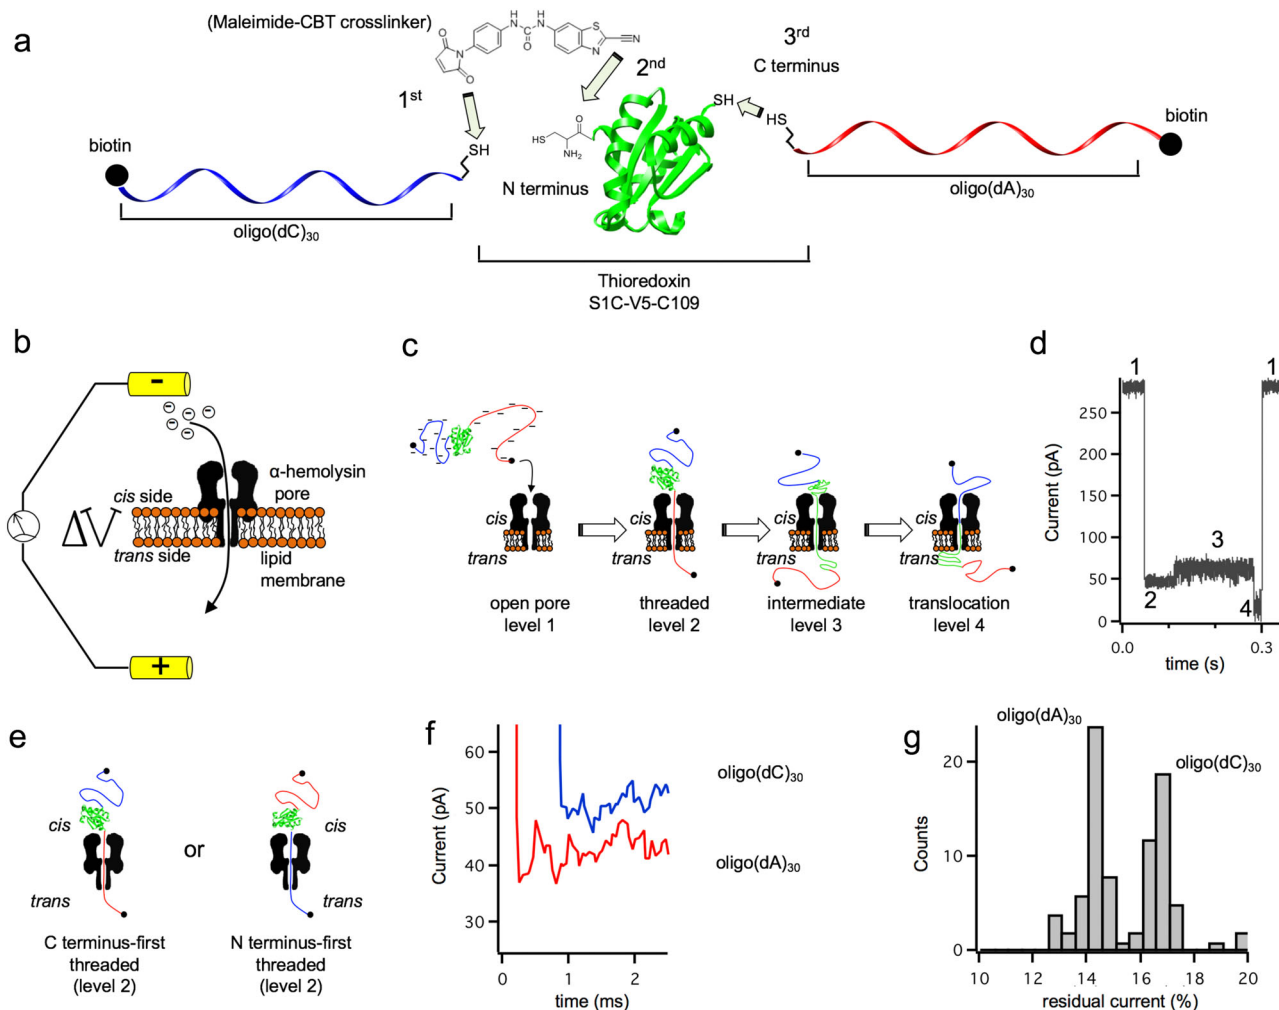 a
(Maleimide-CBT crosslinker)
O
N
O
H
N
O
H
N
S
N
N
1st
2nd
3rd
C terminus
SH
HS
SH
O
HS
NH2
biotin
biotin
N terminus
oligo(dC)30
oligo(dA)30
Thioredoxin
S1C-V5-C109
b
-
ΔV
cis side
trans side
α-hemolysin
pore
lipid
membrane
+
c
cis
trans
cis
trans
cis
trans
cis
trans
open pore
level 1
threaded
level 2
intermediate
level 3
translocation
level 4
d
1
1
2
3
4
Current (pA)
250
200
150
100
50
0
0.0
0.3
time (s)
e
cis
trans
or
cis
trans
C terminus-first
threaded
(level 2)
N terminus-first
threaded
(level 2)
f
Current (pA)
60
50
40
30
oligo(dC)30
oligo(dA)30
0
1
2
time (ms)
g
oligo(dA)30
oligo(dC)30
Counts
20
10
0
10
12
14
16
18
20
residual current (%)